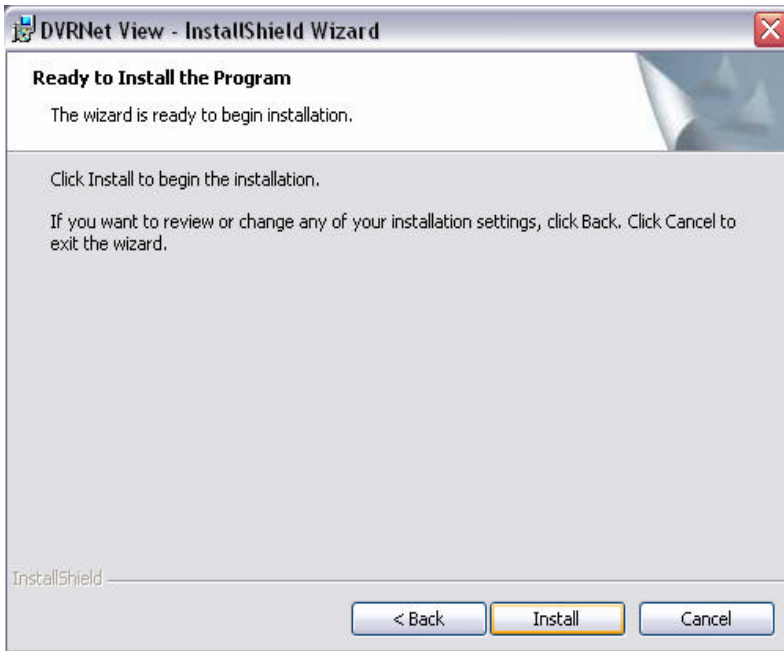 DVRNet View - InstallShield Wizard
Ready to Install the Program
The wizard is ready to begin installation.
Click Install to begin the installation.
If you want to review or change any of your installation settings, click Back. Click Cancel to
exit the wizard.
InstallShield
< Back
Install
Cancel